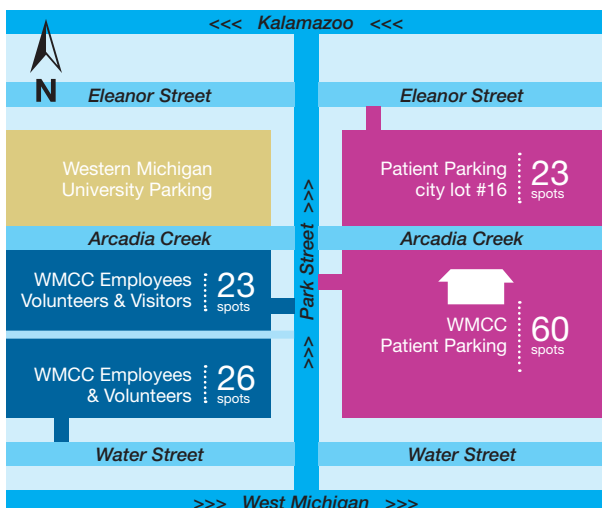 <<< Kalamazoo <<<
N
Eleanor Street
Eleanor Street
Western Michigan
University Parking
Patient Parking
city lot #16
23
spots
Arcadia Creek
Arcadia Creek
>>> Park Street >>>
WMCC Employees
Volunteers & Visitors
23
spots
WMCC
Patient Parking
60
spots
WMCC Employees
& Volunteers
26
spots
Water Street
Water Street
>>> West Michigan >>>